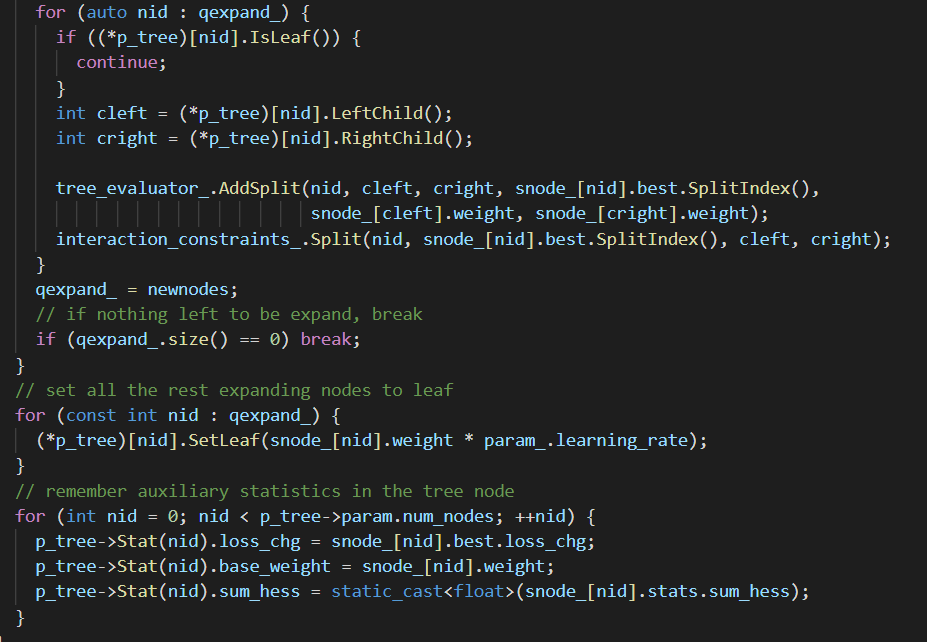 for (auto nid : qexpand_) {
if ((*p_tree)[nid].IsLeaf()) {
continue;
}
int cleft = (*p_tree)[nid].LeftChild();
int cright = (*p_tree)[nid].RightChild();
tree_evaluator_.AddSplit(nid, cleft, cright, snode_[nid].best.SplitIndex(),
snode_[cleft].weight, snode_[cright].weight);
interaction_constraints_.Split(nid, snode_[nid].best.SplitIndex(), cleft, cright);
}
qexpand_ = newnodes;
// if nothing left to be expand, break
if (qexpand_.size() == 0) break;
}
// set all the rest expanding nodes to leaf
for (const int nid : qexpand_) {
(*p_tree)[nid].SetLeaf(snode_[nid].weight * param_.learning_rate);
}
// remember auxiliary statistics in the tree node
for (int nid = 0; nid < p_tree->param.num_nodes; ++nid) {
p_tree->Stat(nid).loss_chg = snode_[nid].best.loss_chg;
p_tree->Stat(nid).base_weight = snode_[nid].weight;
p_tree->Stat(nid).sum_hess = static_cast<float>(snode_[nid].stats.sum_hess);
}